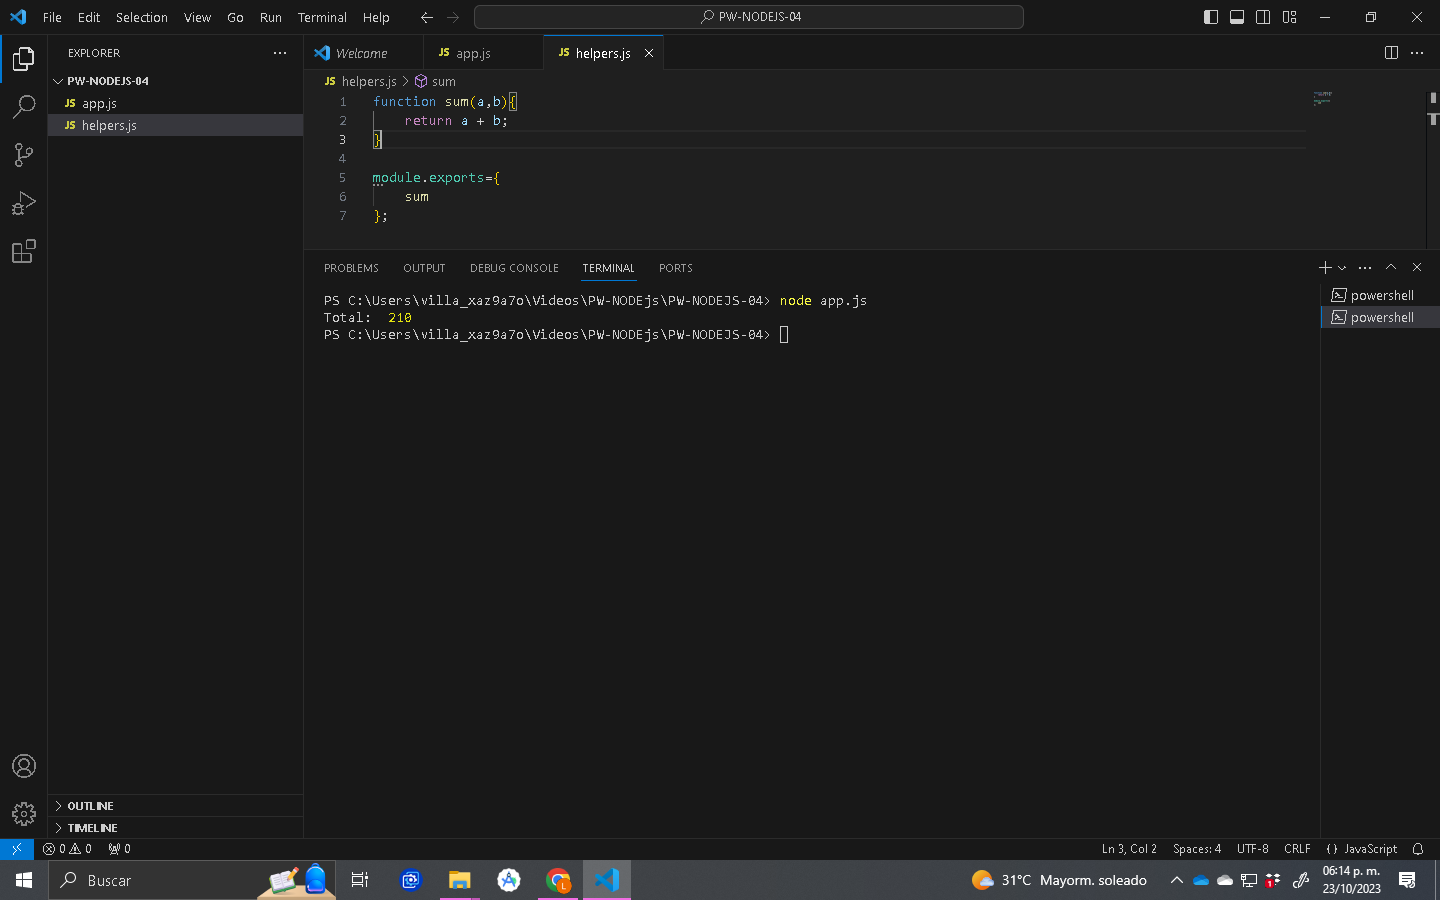 File Edit Selection View Go Run Terminal Help
PW-NODEJS-04
EXPLORER
PW-NODEJS-04
JS app.js
JS helpers.js
OUTLINE
TIMELINE
Welcome
JS app.js
JS helpers.js
JS helpers.js > sum
1 function sum(a,b){
2 return a + b;
3 }
4
5 module.exports={
6 sum
7 };
PROBLEMS OUTPUT DEBUG CONSOLE TERMINAL PORTS
PS C:\Users\villa_xaz9a7o\Videos\PW-NODEjs\PW-NODEJS-04> node app.js
Total:  210
PS C:\Users\villa_xaz9a7o\Videos\PW-NODEjs\PW-NODEJS-04>
powershell
powershell
0 0 0
Ln 3, Col 2 Spaces: 4 UTF-8 CRLF {} JavaScript
Buscar
L
31°C Mayorm. soleado
1
06:14 p. m.
23/10/2023